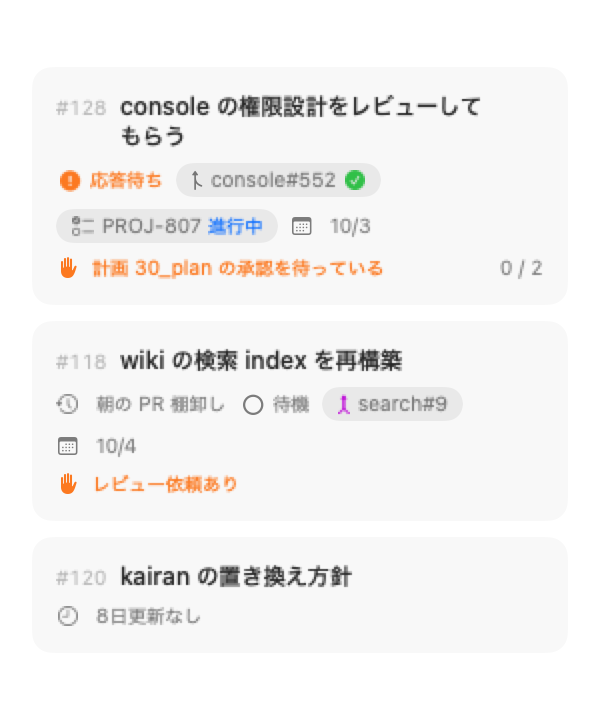 #128 console の権限設計をレビューして
もらう
応答待ち console#552
PROJ-807 進行中 10/3
計画 30_plan の承認を待っている 0 / 2
#118 wiki の検索 index を再構築
朝の PR 棚卸し 待機 search#9
10/4
レビュー依頼あり
#120 kairan の置き換え方針
8日更新なし